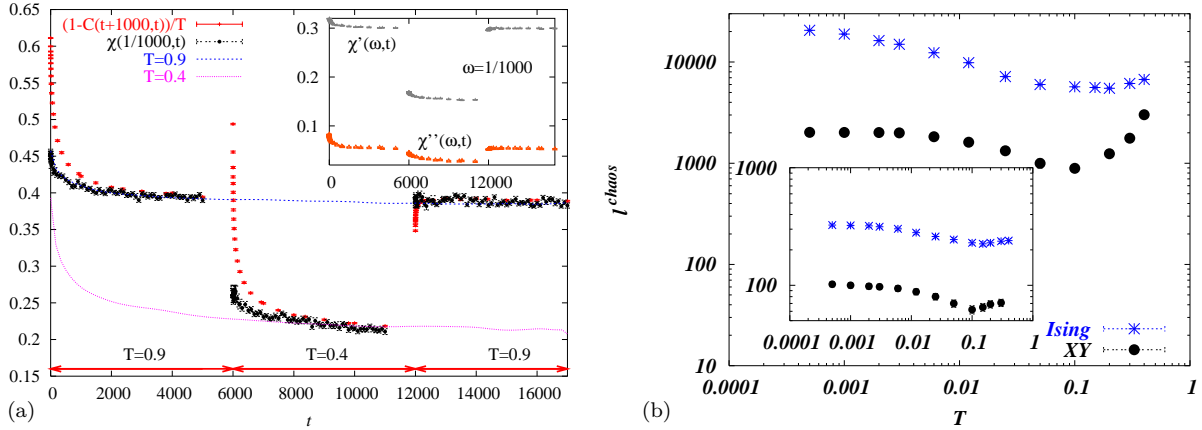 0.65
0.6
0.55
0.5
0.45
0.4
0.35
0.3
0.25
0.2
0.15
(1-C(t+1000,t))/T
χ(1/1000,t)
T=0.9
T=0.4
0.3
0.1
χ'(ω,t)
ω=1/1000
χ''(ω,t)
0 6000 12000
T=0.9 T=0.4 T=0.9
0 2000 4000 6000 8000 10000 12000 14000 16000
(a) t
10000
1000
100
10
l^chaos
1000
100
0.0001 0.001 0.01 0.1 1
Ising
XY
0.0001 0.001 0.01 0.1 1
(b) T